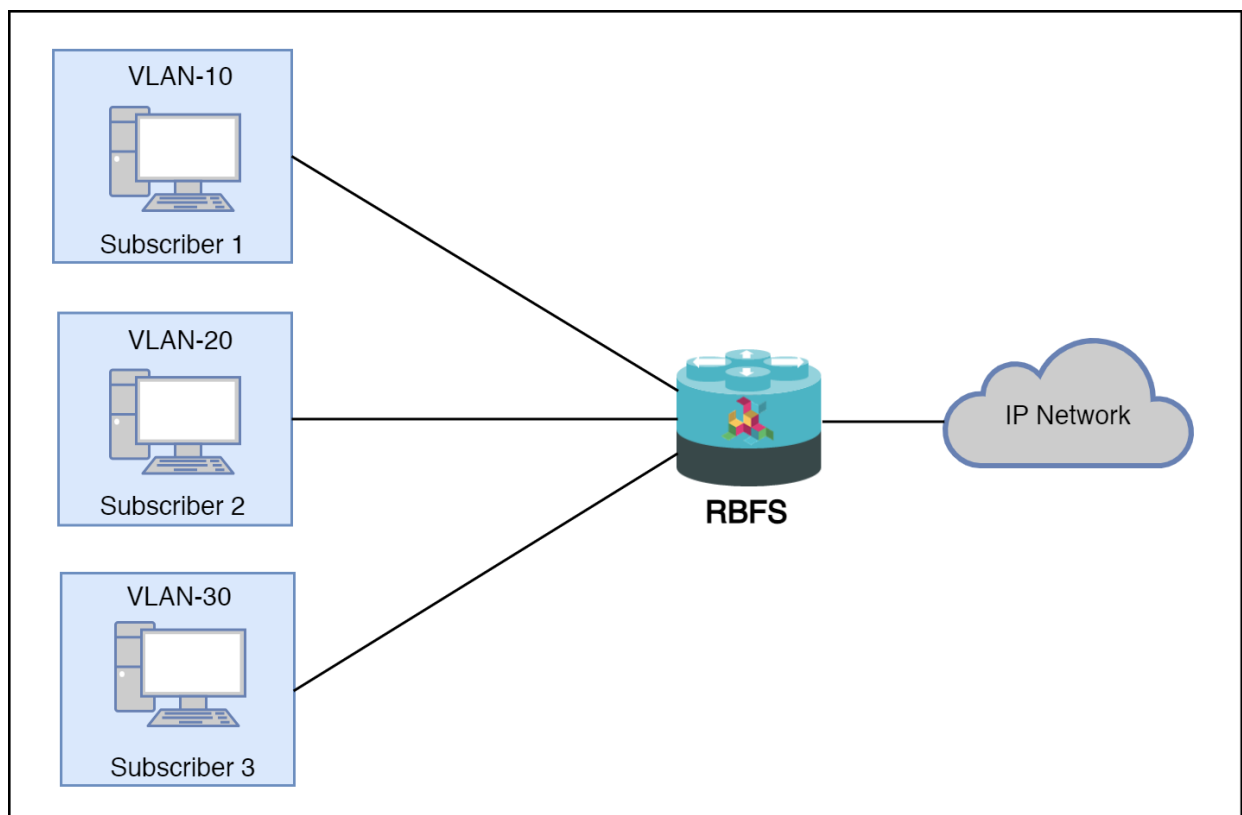 VLAN-10
Subscriber 1
VLAN-20
Subscriber 2
VLAN-30
Subscriber 3
RBFS
IP Network